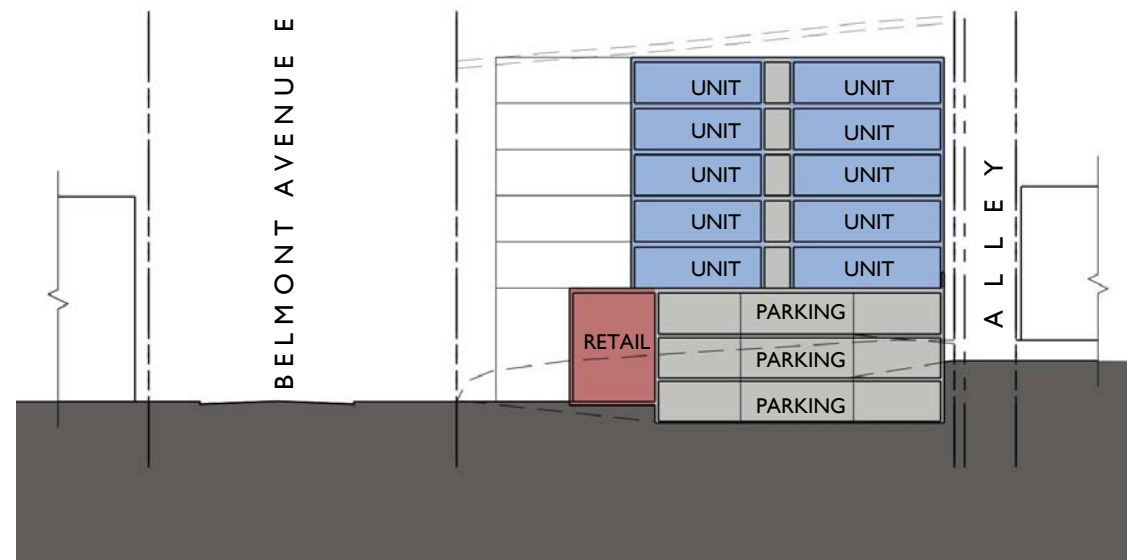 BELMONT AVENUE E
UNIT UNIT
UNIT UNIT
UNIT UNIT
UNIT UNIT
UNIT UNIT
RETAIL
PARKING
PARKING
PARKING
ALLEY